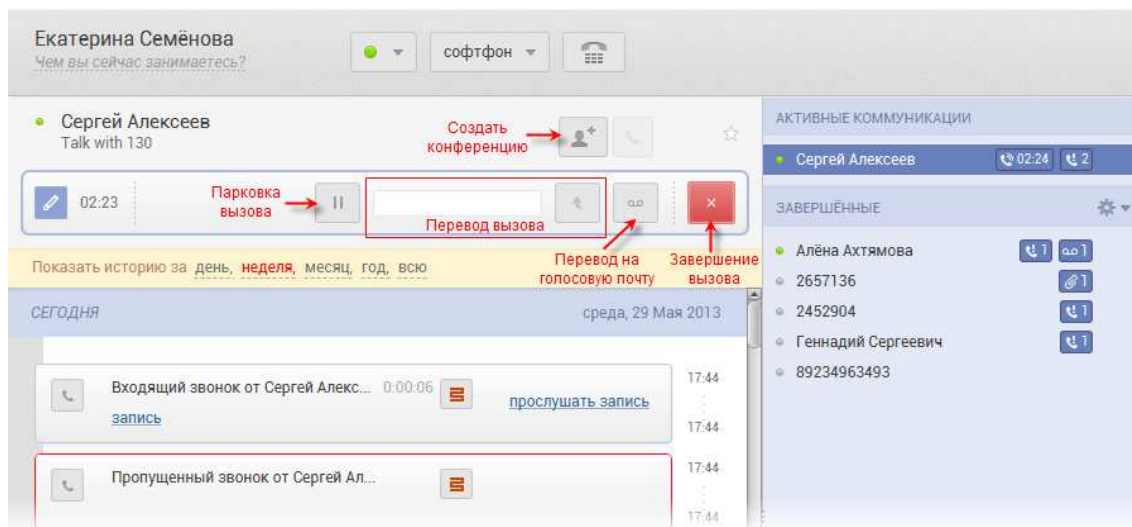 Екатерина Семёнова
Чем вы сейчас занимаетесь?
софтфон
Сергей Алексеев
Talk with 130
Создать
конференцию
02:23
Парковка
вызова
Перевод вызова
Перевод на
голосовую почту
Завершение
вызова
Показать историю за день, неделя, месяц, год, всю
СЕГОДНЯ
среда, 29 Мая 2013
Входящий звонок от Сергей Алекс... 0:00:06
запись
прослушать запись
17:44
17:44
Пропущенный звонок от Сергей Ал...
17:44
17:44
АКТИВНЫЕ КОММУНИКАЦИИ
Сергей Алексеев 02:24 2
ЗАВЕРШЁННЫЕ
Алёна Ахтямова 1 1
2657136 1
2452904 1
Геннадий Сергеевич 1
89234963493